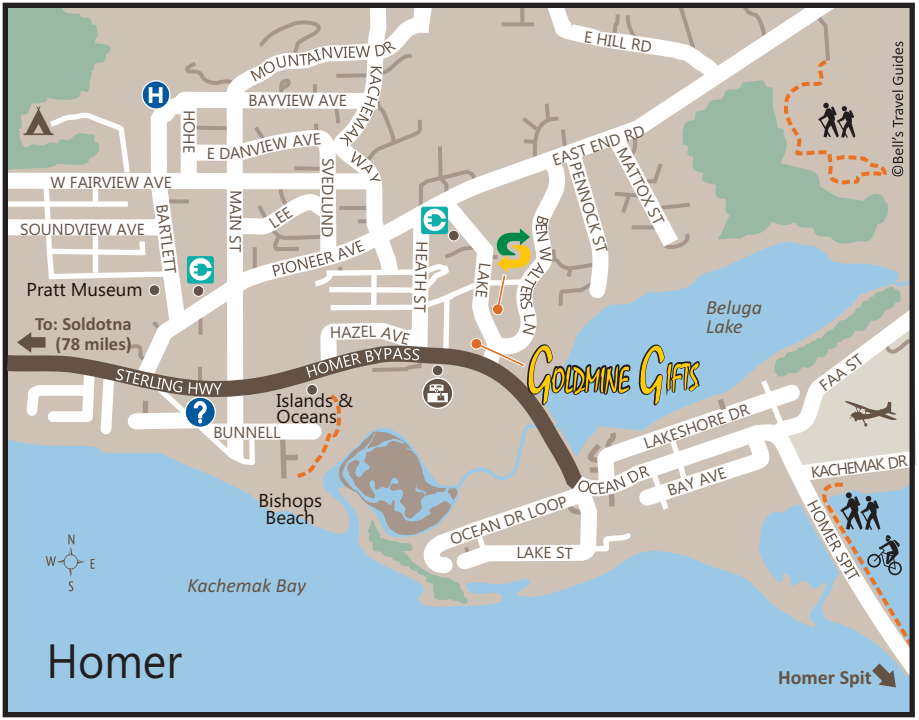 E HILL RD
MOUNTAINVIEW DR
KACHEMAK WAY
©Bell's Travel Guides
H
BAYVIEW AVE
HOHE
E DANVIEW AVE
EAST END RD
W FAIRVIEW AVE
SVEDLUND
PENNOCK ST
MATTOX ST
BARTLETT
MAIN ST
LEE
SOUNDVIEW AVE
PIONEER AVE
HEATH ST
LAKE
BEN WALTERS LN
Pratt Museum
Beluga
Lake
To: Soldotna
(78 miles)
HAZEL AVE
HOMER BYPASS
GOLDMINE GIFTS
STERLING HWY
FAA ST
Islands &
Oceans
?
BUNNELL
LAKESHORE DR
OCEAN DR
BAY AVE
KACHEMAK DR
Bishops
Beach
OCEAN DR LOOP
HOMER SPIT
LAKE ST
N
W E
S
Kachemak Bay
Homer
Homer Spit